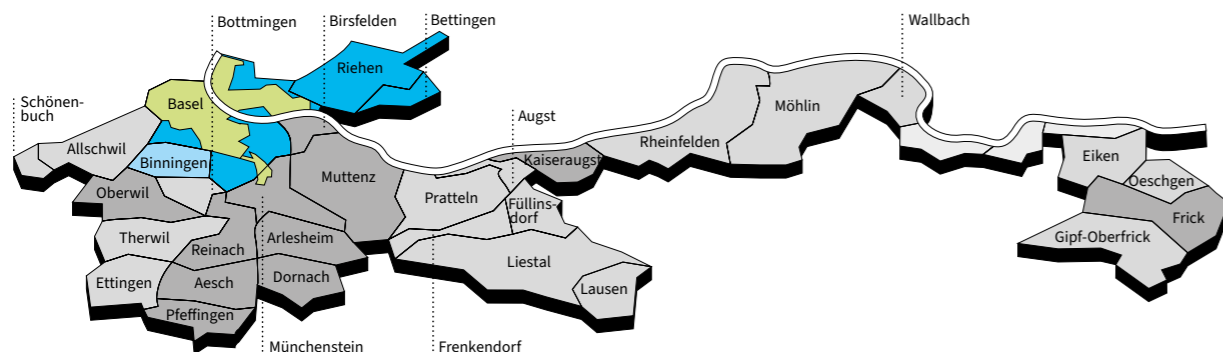 Bottmingen
Birsfelden
Bettingen
Wallbach
Riehen
Schönen-
buch
Basel
Augst
Möhlin
Allschwil
Rheinfelden
Binningen
Kaiseraugst
Eiken
Muttenz
Oeschgen
Oberwil
Pratteln
Füllins-
dorf
Frick
Therwil
Reinach
Arlesheim
Gipf-Oberfrick
Liestal
Ettingen
Aesch
Dornach
Lausen
Pfeffingen
Münchenstein
Frenkendorf